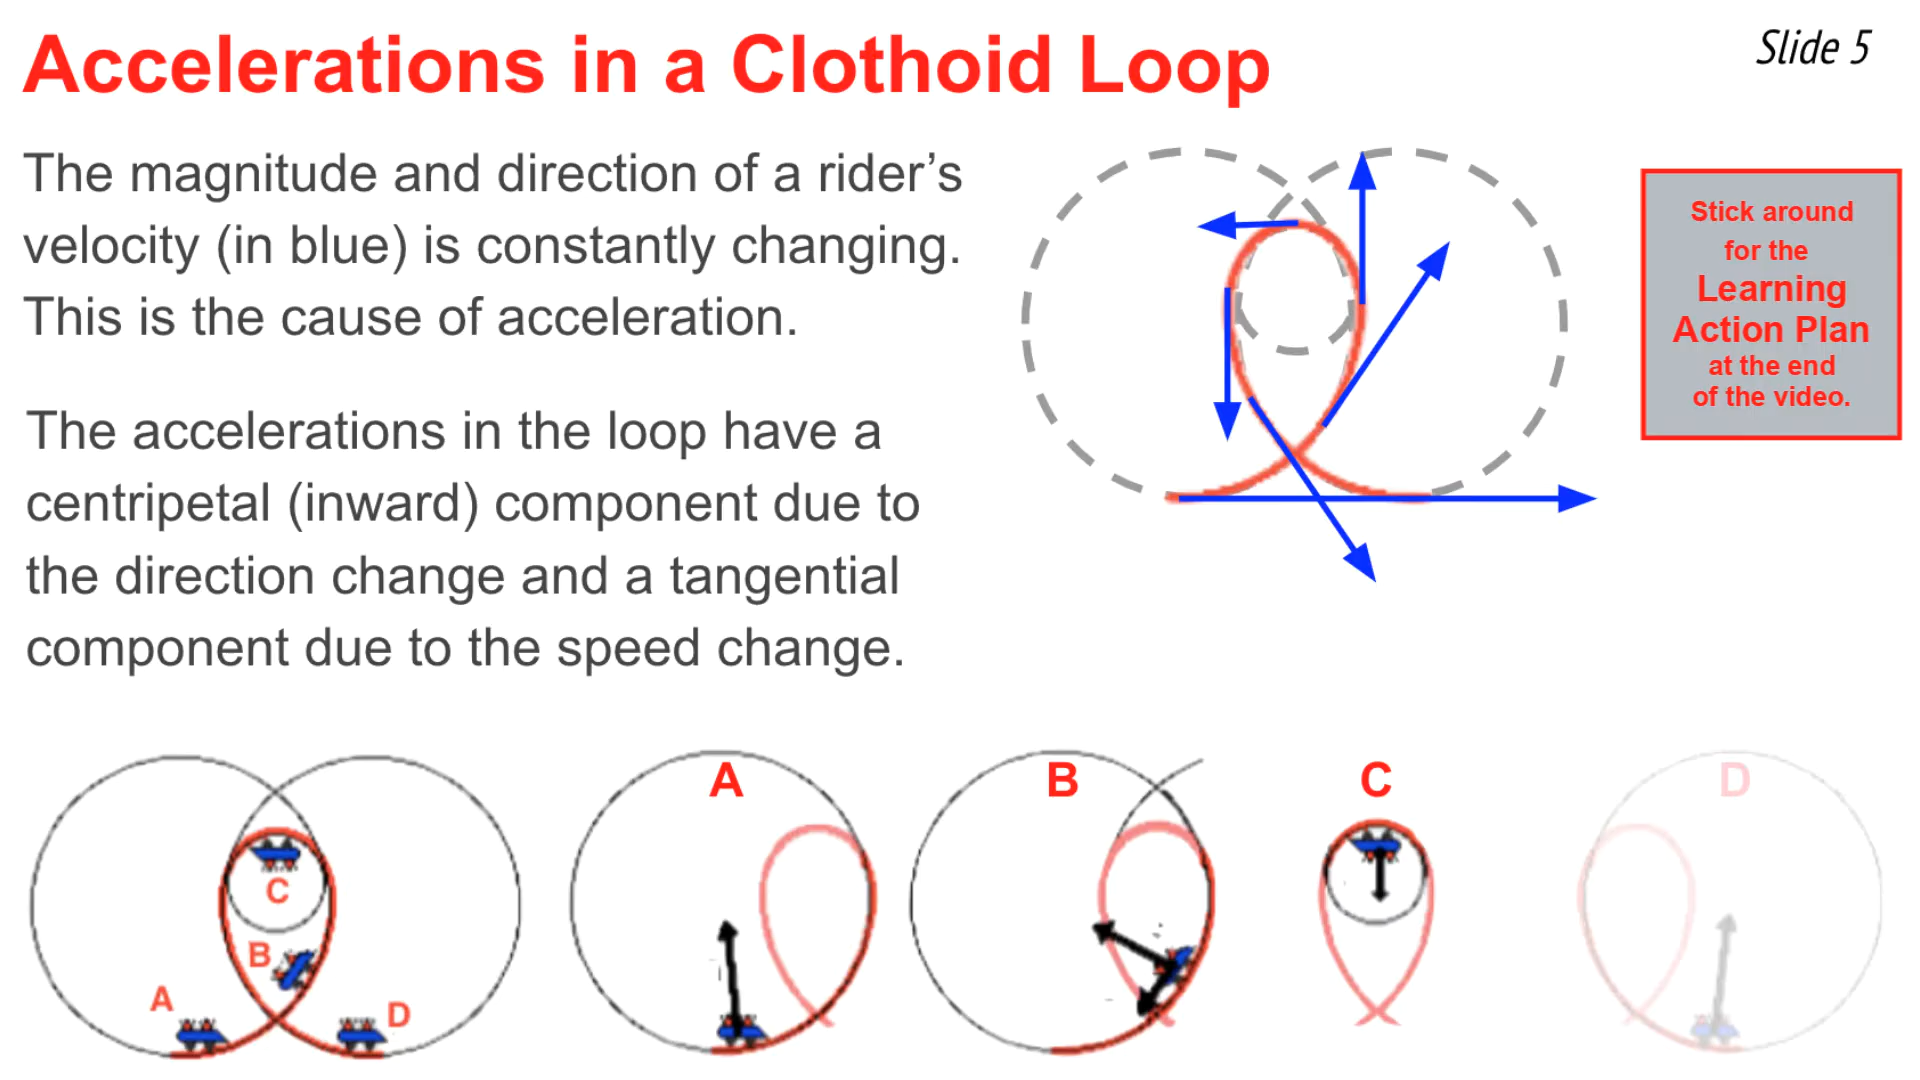 Accelerations in a Clothoid Loop
Slide 5
The magnitude and direction of a rider’s
velocity (in blue) is constantly changing.
This is the cause of acceleration.
The accelerations in the loop have a
centripetal (inward) component due to
the direction change and a tangential
component due to the speed change.
Stick around
for the
Learning
Action Plan
at the end
of the video.
C
B
A
D
A
B
C
D